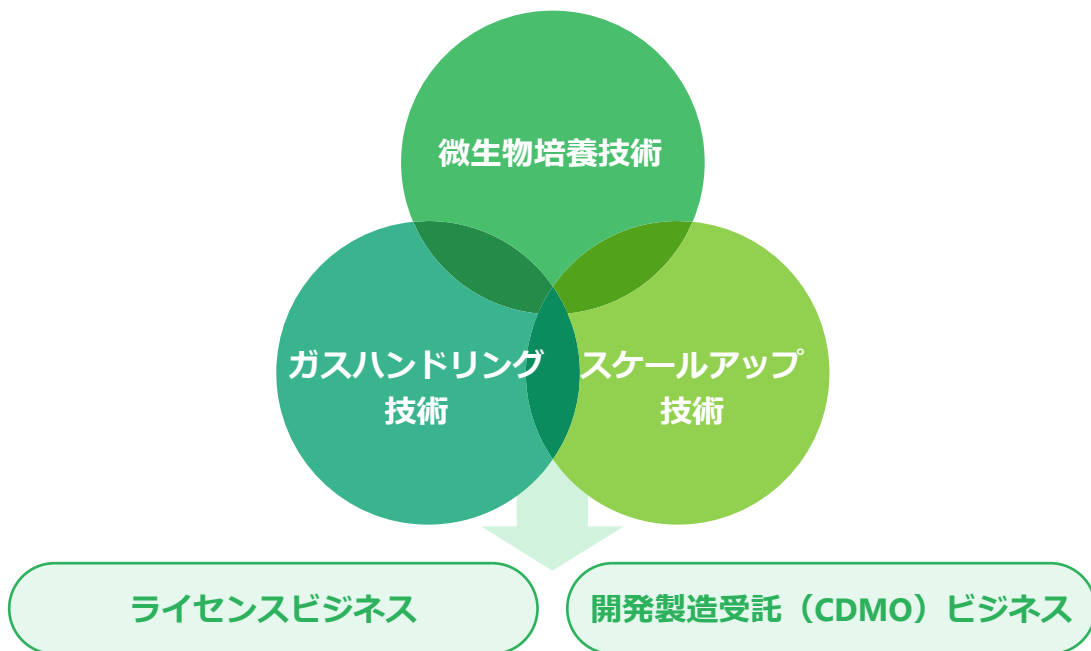 微生物培養技術
ガスハンドリング
技術
スケールアップ
技術
ライセンスビジネス
開発製造受託（CDMO）ビジネス